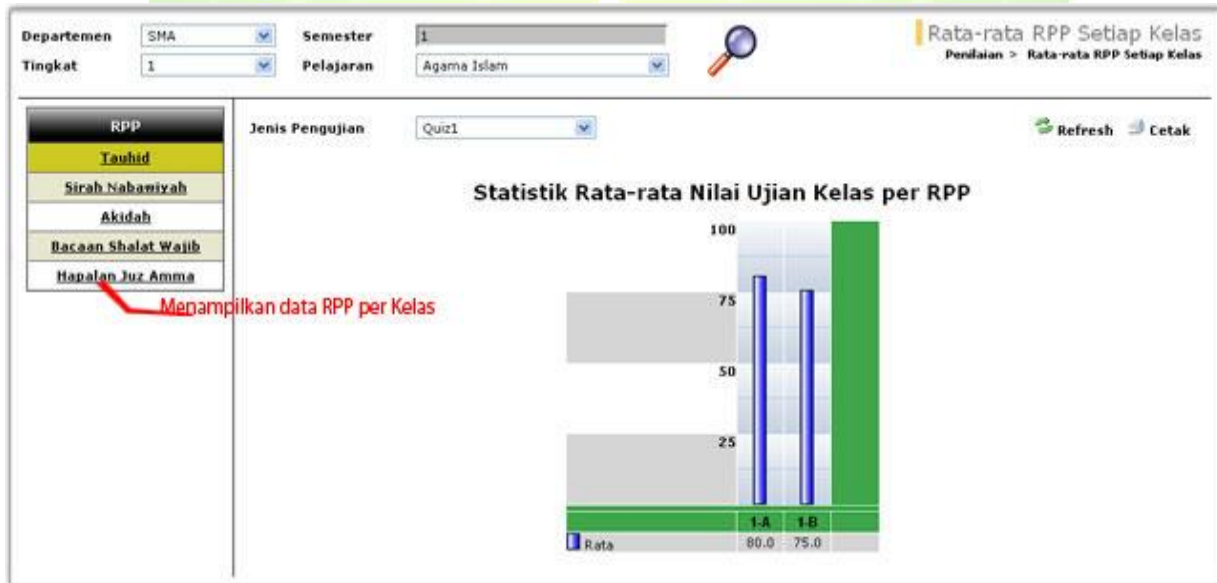 Departemen SMA Semester 1 Rata-rata RPP Setiap Kelas
Tingkat 1 Pelajaran Agama Islam Penilaian > Rata-rata RPP Setiap Kelas
RPP
Tauhid
Sirah Nabawiyah
Akidah
Bacaan Shalat Wajib
Hapalan Juz Amma
Menampilkan data RPP per Kelas
Jenis Pengujian Quiz1 Refresh Cetak
Statistik Rata-rata Nilai Ujian Kelas per RPP
100
75
50
25
1-A 1-B
Rata 80.0 75.0